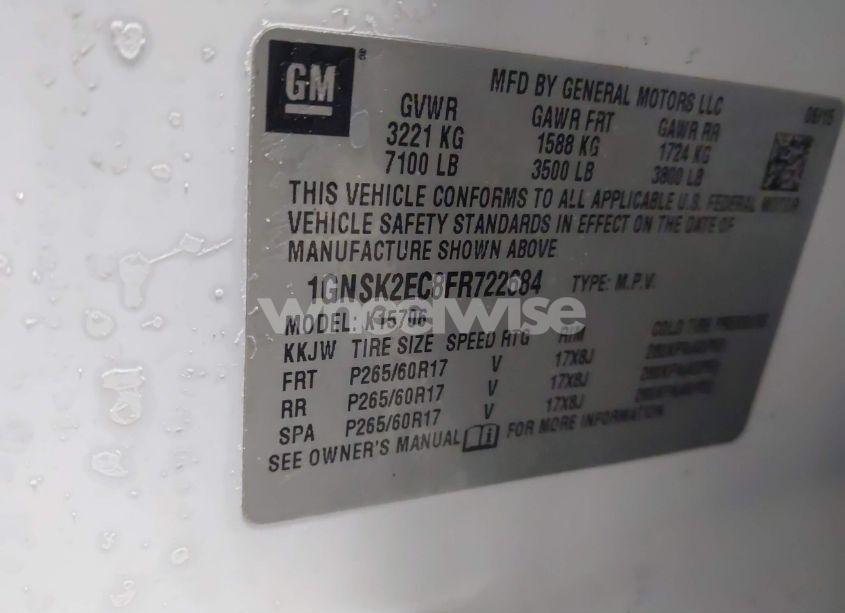 GM ®
MFD BY GENERAL MOTORS LLC
08/15
GVWR GAWR FRT GAWR RR
3221 KG 1588 KG 1724 KG
7100 LB 3500 LB 3800 LB
THIS VEHICLE CONFORMS TO ALL APPLICABLE U.S. FEDERAL MOTOR
VEHICLE SAFETY STANDARDS IN EFFECT ON THE DATE OF
MANUFACTURE SHOWN ABOVE
1GNSK2EC8FR722684 TYPE: M.P.V.
wheelwise
MODEL: K15706
KKJW TIRE SIZE SPEED RTG RIM COLD TIRE PRESSURE
FRT P265/60R17 V 17X8J
RR P265/60R17 V 17X8J
SPA P265/60R17 V 17X8J
SEE OWNER'S MANUAL FOR MORE INFORMATION